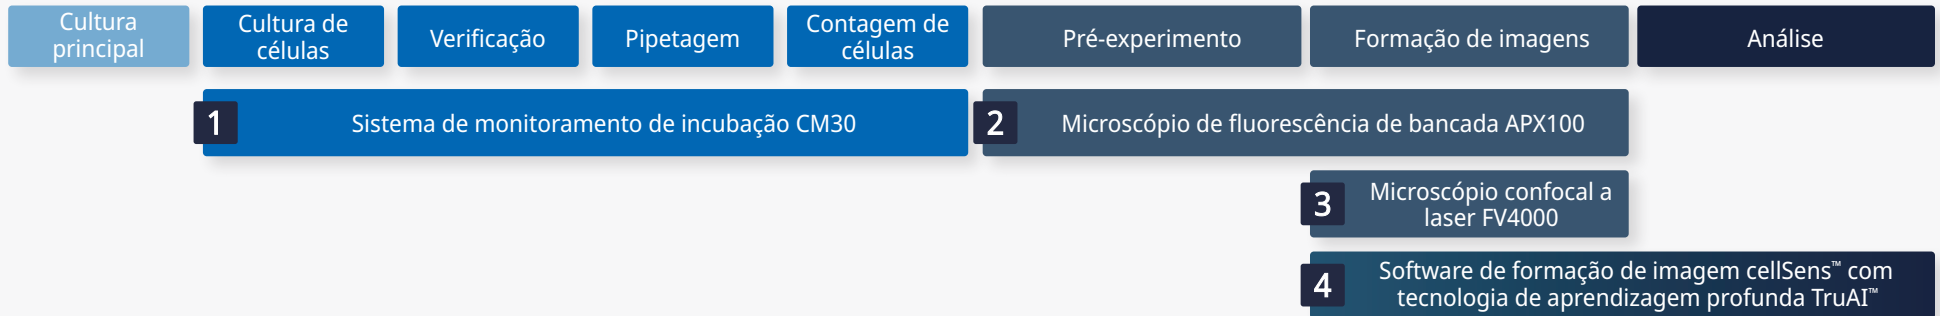 Cultura
principal
Cultura de
células
Verificação
Pipetagem
Contagem de
células
Pré-experimento
Formação de imagens
Análise
1
Sistema de monitoramento de incubação CM30
2
Microscópio de fluorescência de bancada APX100
3
Microscópio confocal a
laser FV4000
4
Software de formação de imagem cellSens™ com
tecnologia de aprendizagem profunda TruAI™